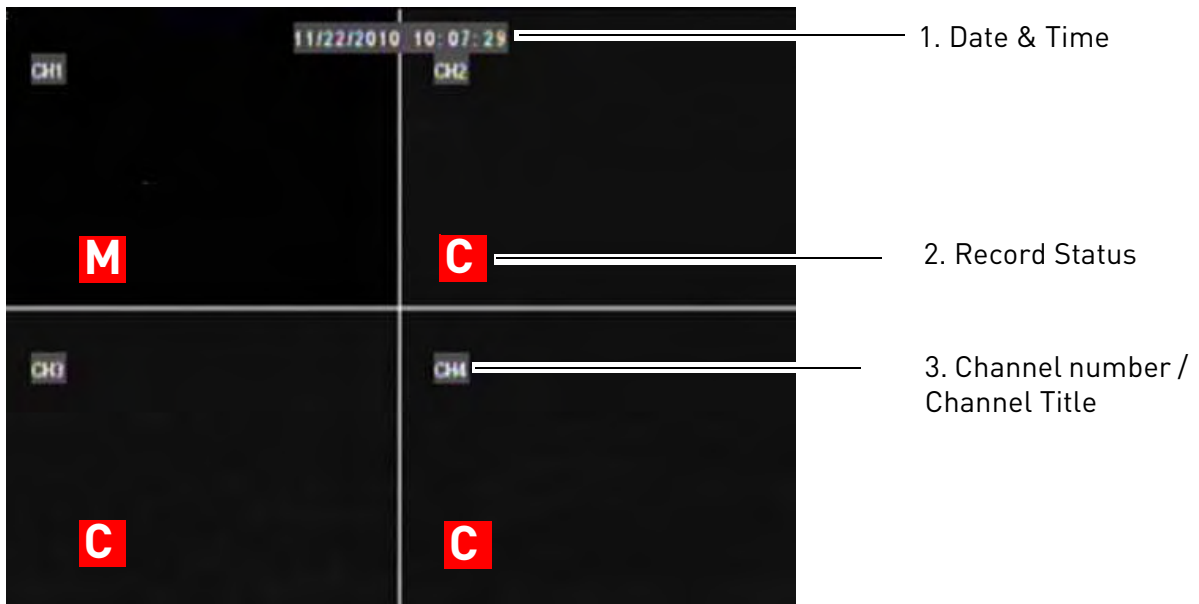 11/22/2010 10:07:29
1. Date & Time
CH1
CH2
M
C
2. Record Status
CH3
CH4
3. Channel number /
Channel Title
C
C